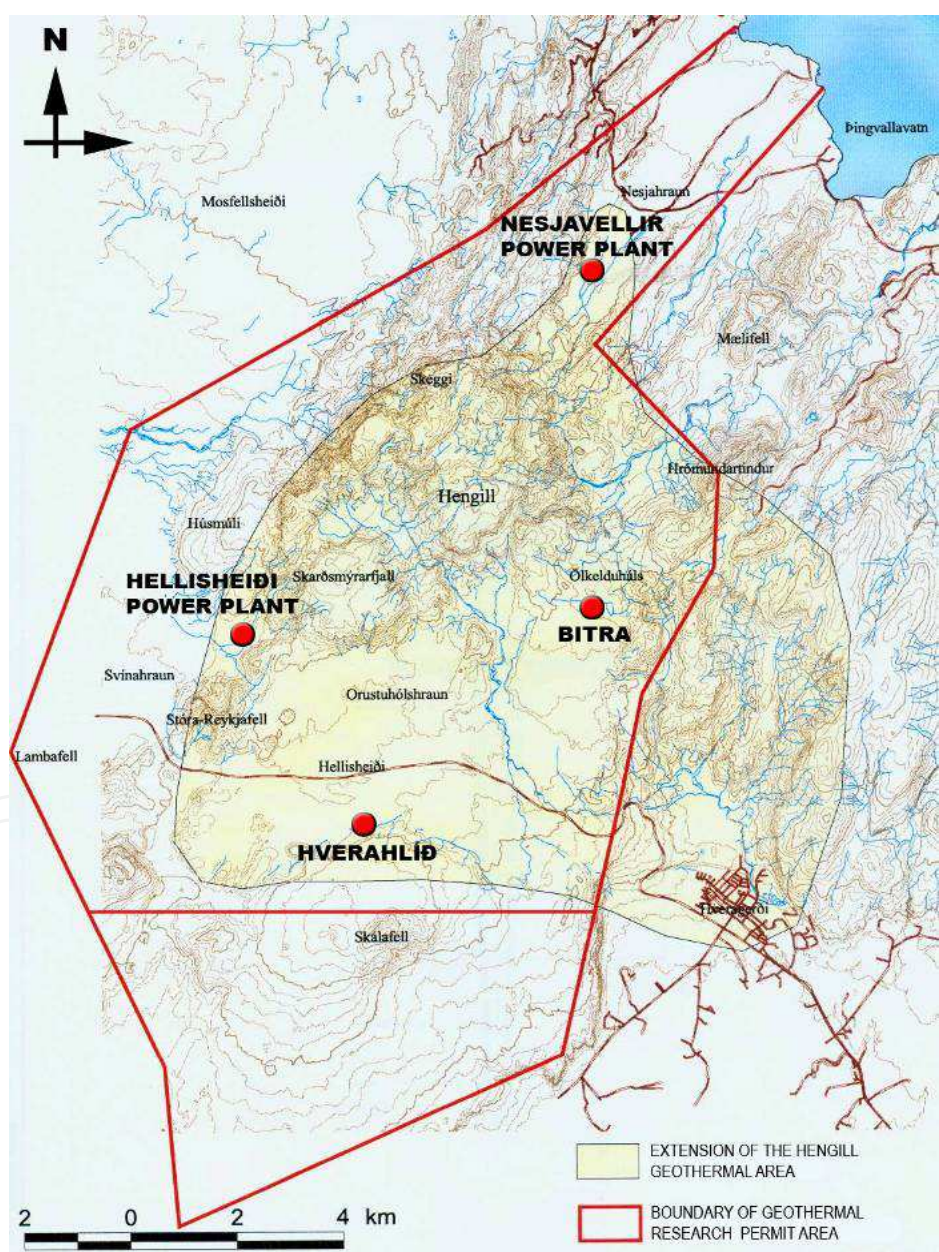 N
Þingvallavatn
Mosfellsheiði
Nesjahraun
NESJAVELLIR
POWER PLANT
Mælifell
Skeggi
Hrómundartindur
Hengill
Húsmúli
HELLISHEIÐI
POWER PLANT
Skarðsmýrarfjall
Ölkelduháls
BITRA
Svínahraun
Orustuhólshraun
Stóra-Reykjafell
Lambafell
Hellisheiði
HVERAHLÍÐ
Hveragerði
Skálafell
EXTENSION OF THE HENGILL
GEOTHERMAL AREA
BOUNDARY OF GEOTHERMAL
RESEARCH PERMIT AREA
2 0 2 4 km